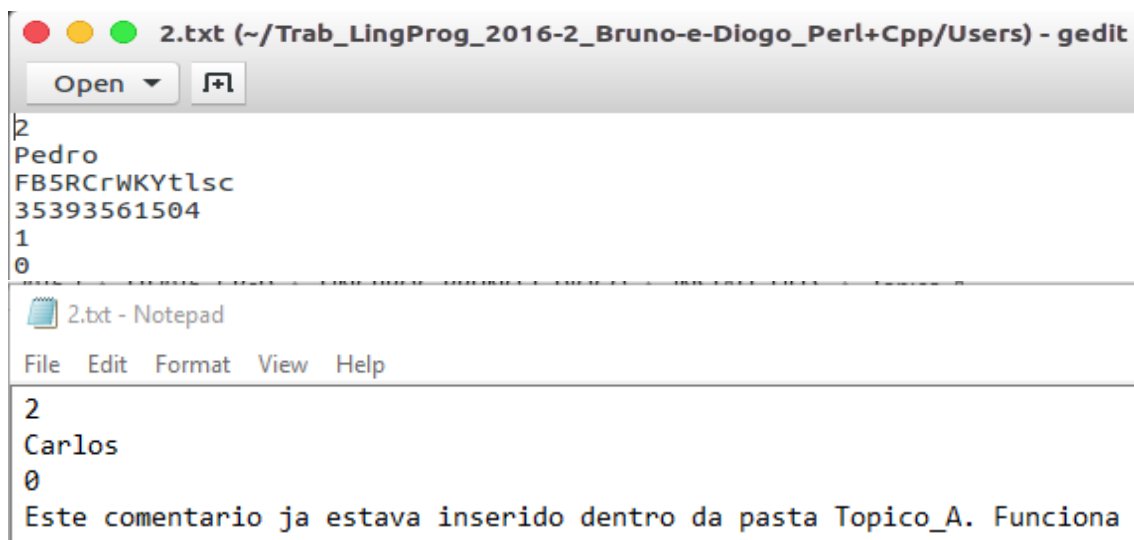 2.txt (~/Trab_LingProg_2016-2_Bruno-e-Diogo_Perl+Cpp/Users) - gedit
Open
2
Pedro
FB5RCrWKYtlsc
35393561504
1
0
2.txt - Notepad
File Edit Format View Help
2
Carlos
0
Este comentario ja estava inserido dentro da pasta Topico_A. Funciona